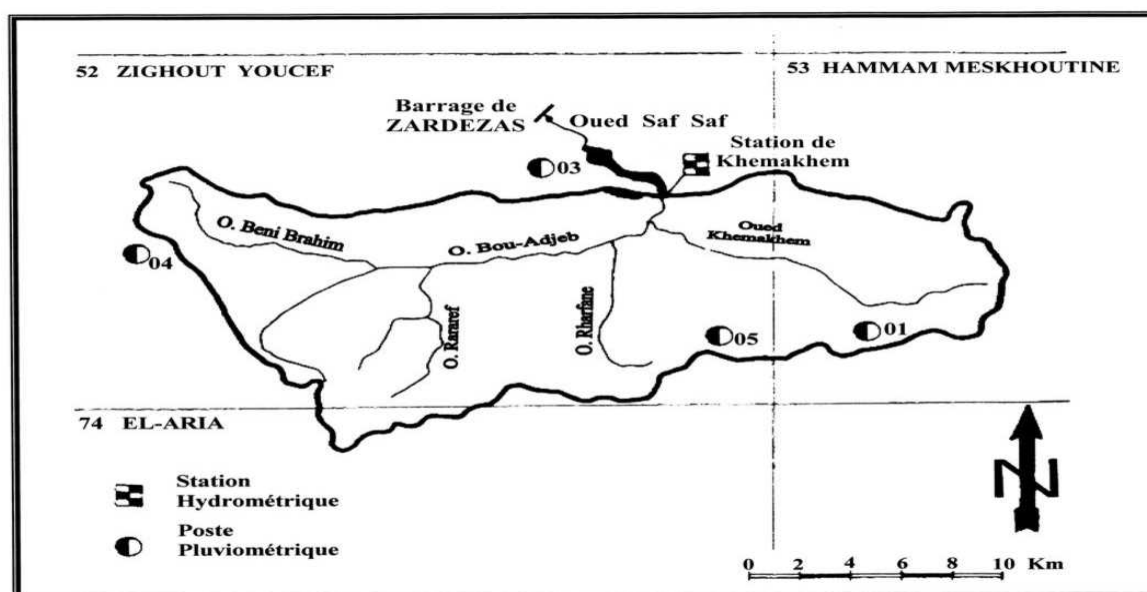 52 ZIGHOUT YOUCEF
53 HAMMAM MESKHOUTINE
Barrage de
ZARDEZAS
Oued Saf Saf
Station de
Khemakhem
03
O. Beni Brahim
O. Bou-Adjeb
Oued
Khemakhem
04
O. Rararef
O. Rharfane
05
01
74 EL-ARIA
Station
Hydrométrique
Poste
Pluviométrique
N
0 2 4 6 8 10 Km